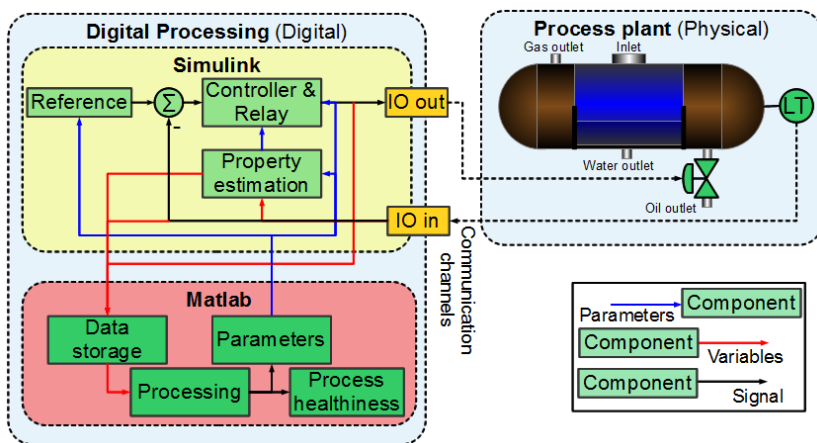 Digital Processing (Digital)
Simulink
Reference
Σ
-
Controller &
Relay
Property
estimation
IO out
IO in
Matlab
Data
storage
Parameters
Processing
Process
healthiness
Communication
channels
Process plant (Physical)
Gas outlet
Inlet
LT
Water outlet
Oil outlet
Component
Parameters
Component
Variables
Component
Signal